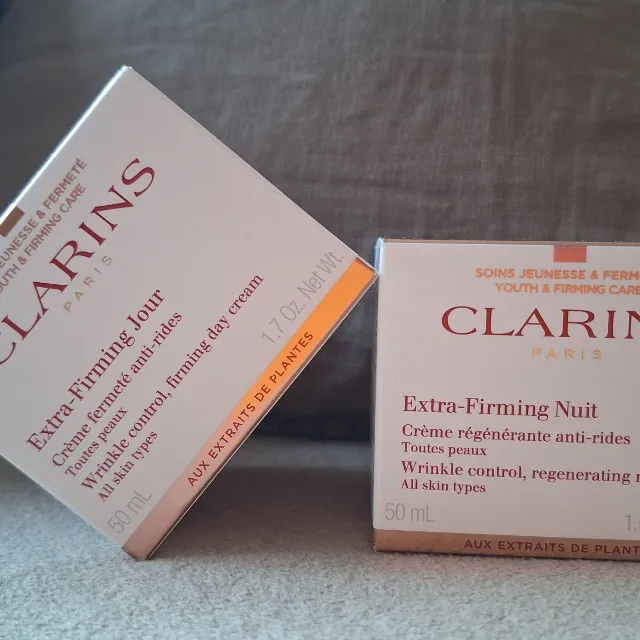 JEUNESSE & FERMETÉ
YOUTH & FIRMING CARE
CLARINS
PARIS
Extra-Firming Jour
Crème fermeté anti-rides
Toutes peaux
Wrinkle control, firming day cream
All skin types
50 mL
1.7 Oz. Net Wt.
AUX EXTRAITS DE PLANTES
SOINS JEUNESSE & FERM
YOUTH & FIRMING CARE
CLARIN
PARIS
Extra-Firming Nuit
Crème régénérante anti-rides
Toutes peaux
Wrinkle control, regenerating
All skin types
50 mL
AUX EXTRAITS DE PLANT